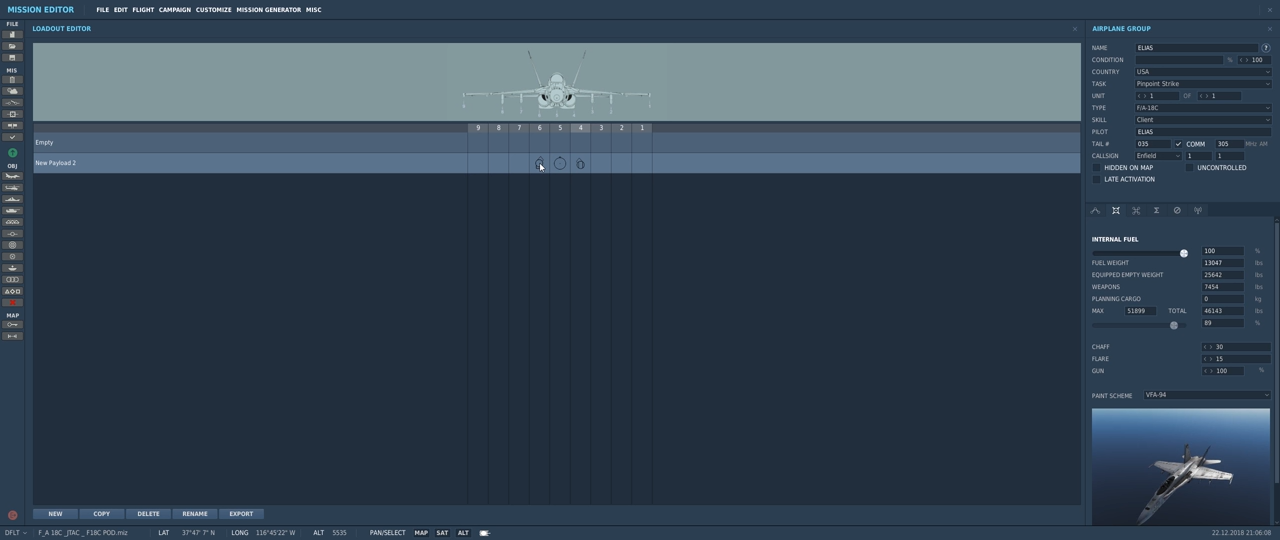 MISSION EDITOR FILE EDIT FLIGHT CAMPAIGN CUSTOMIZE MISSION GENERATOR MISC
FILE
LOADOUT EDITOR
AIRPLANE GROUP
MIS
OBJ
MAP
9 8 7 6 5 4 3 2 1
Empty
New Payload 2
NEW COPY DELETE RENAME EXPORT
NAME ELIAS ?
CONDITION % < > 100
COUNTRY USA
TASK Pinpoint Strike
UNIT < > 1 OF < > 1
TYPE F/A-18C
SKILL Client
PILOT ELIAS
TAIL # 035 COMM 305 MHz AM
CALLSIGN Enfield 1 1
HIDDEN ON MAP UNCONTROLLED
LATE ACTIVATION
INTERNAL FUEL
100 %
FUEL WEIGHT 13047 lbs
EQUIPPED EMPTY WEIGHT 25642 lbs
WEAPONS 7454 lbs
PLANNING CARGO 0 kg
MAX 51899 TOTAL 46143 lbs
89 %
CHAFF < > 30
FLARE < > 15
GUN < > 100 %
PAINT SCHEME VFA-94
DFLT F_A 18C _JTAC _ F18C POD.miz LAT 37°47' 7" N LONG 116°45'22" W ALT 5535 PAN/SELECT MAP SAT ALT 22.12.2018 21:06:08